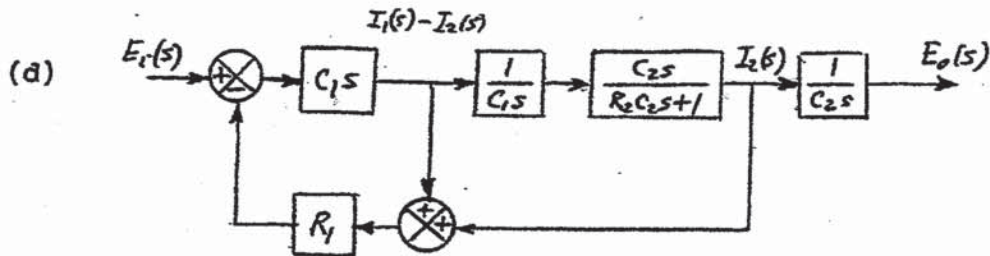 I₁(s)-I₂(s)
(d)
Eᵢ(s)
+
-
C₁s
1
C₁s
C₂s
R₂C₂s+1
I₂(s)
1
C₂s
Eₒ(s)
R₁
+
+